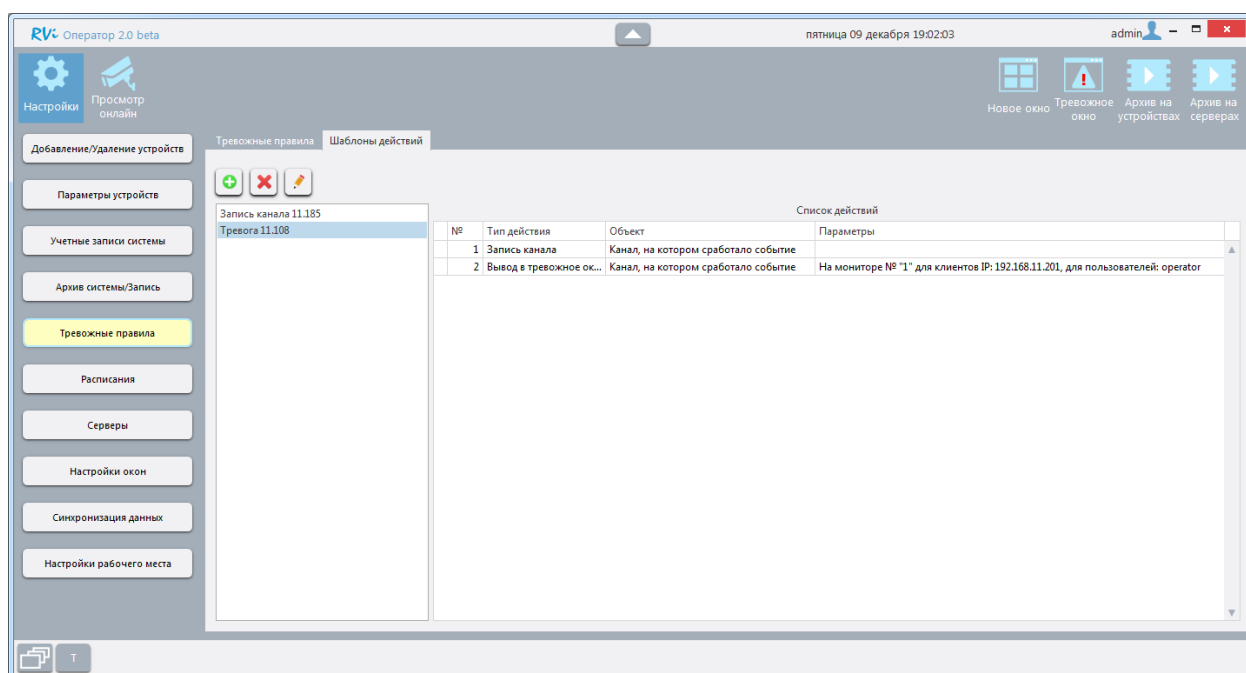 RVi Оператор 2.0 beta
пятница 09 декабря 19:02:03
admin
Настройки
Просмотр
онлайн
Новое окно
Тревожное
окно
Архив на
устройствах
Архив на
серверах
Добавление/Удаление устройств
Параметры устройств
Учетные записи системы
Архив системы/Запись
Тревожные правила
Расписания
Серверы
Настройки окон
Синхронизация данных
Настройки рабочего места
Тревожные правила Шаблоны действий
Запись канала 11.185
Тревога 11.108
Список действий
№ Тип действия Объект Параметры
1 Запись канала Канал, на котором сработало событие
2 Вывод в тревожное ок... Канал, на котором сработало событие На мониторе № "1" для клиентов IP: 192.168.11.201, для пользователей: operator
T